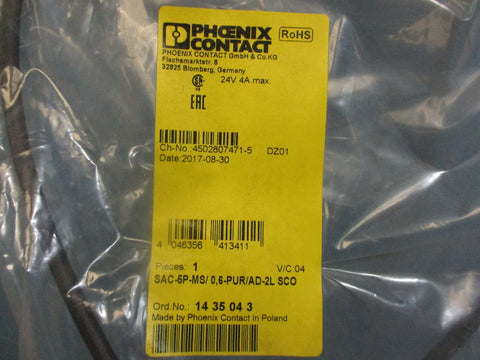 PHOENIX
CONTACT
RoHS
PHOENIX CONTACT GmbH & Co.KG
Flachsmarktstr. 8
32825 Blomberg, Germany
24V 4A max.
EAC
Ch-No.:4502807471-5 DZ01
Date:2017-08-30
4 046356 413411
Pieces: 1 V/C:04
SAC-5P-MS/ 0,6-PUR/AD-2L SCO
Ord.No.: 14 35 04 3
Made by Phoenix Contact in Poland